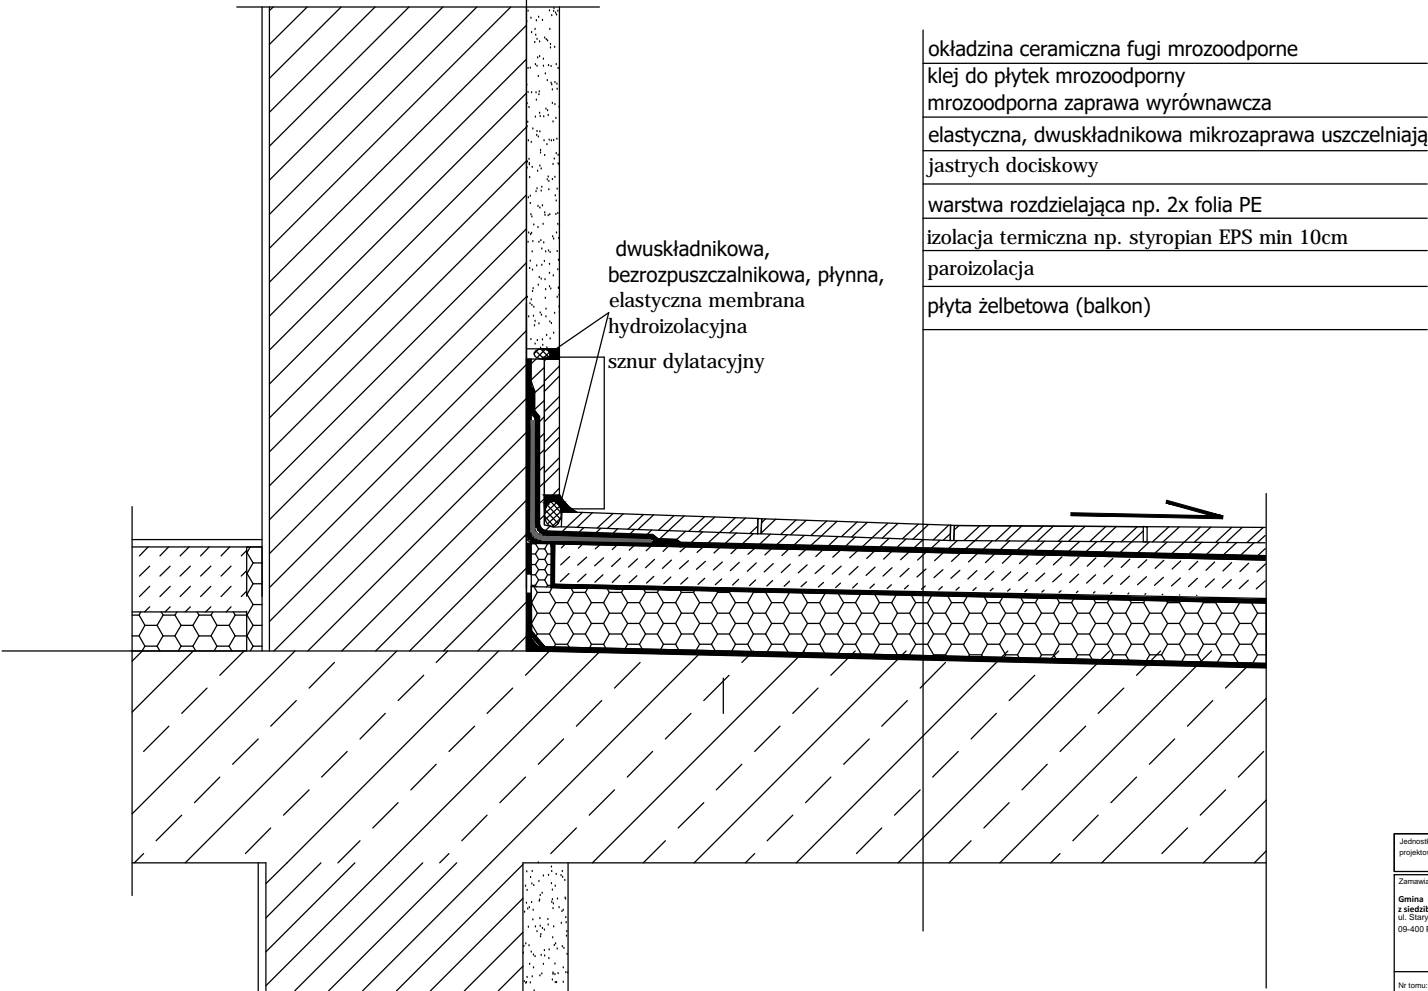 okładzina ceramiczna fugi mrozoodporne
klej do płytek mrozoodporny
mrozoodporna zaprawa wyrównawcza
elastyczna, dwuskładnikowa mikrozaprawa uszczelniają
jastrych dociskowy
warstwa rozdzielająca np. 2x folia PE
izolacja termiczna np. styropian EPS min 10cm
paroizolacja
płyta żelbetowa (balkon)
dwuskładnikowa,
bezrozpuszczalnikowa, płynna,
elastyczna membrana
hydroizolacyjna
sznur dylatacyjny
Jednostk
projektow
Zamawia
Gmina
z siedzib
ul. Stary
09-400 P
Nr tomu: